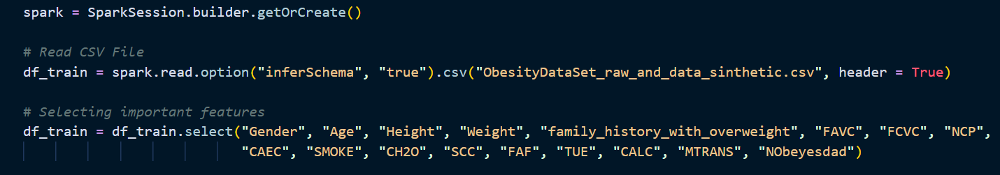 spark = SparkSession.builder.getOrCreate()
# Read CSV File
df_train = spark.read.option("inferSchema", "true").csv("ObesityDataSet_raw_and_data_sinthetic.csv", header = True)
# Selecting important features
df_train = df_train.select("Gender", "Age", "Height", "Weight", "family_history_with_overweight", "FAVC", "FCVC", "NCP",
"CAEC", "SMOKE", "CH2O", "SCC", "FAF", "TUE", "CALC", "MTRANS", "NObeyesdad")